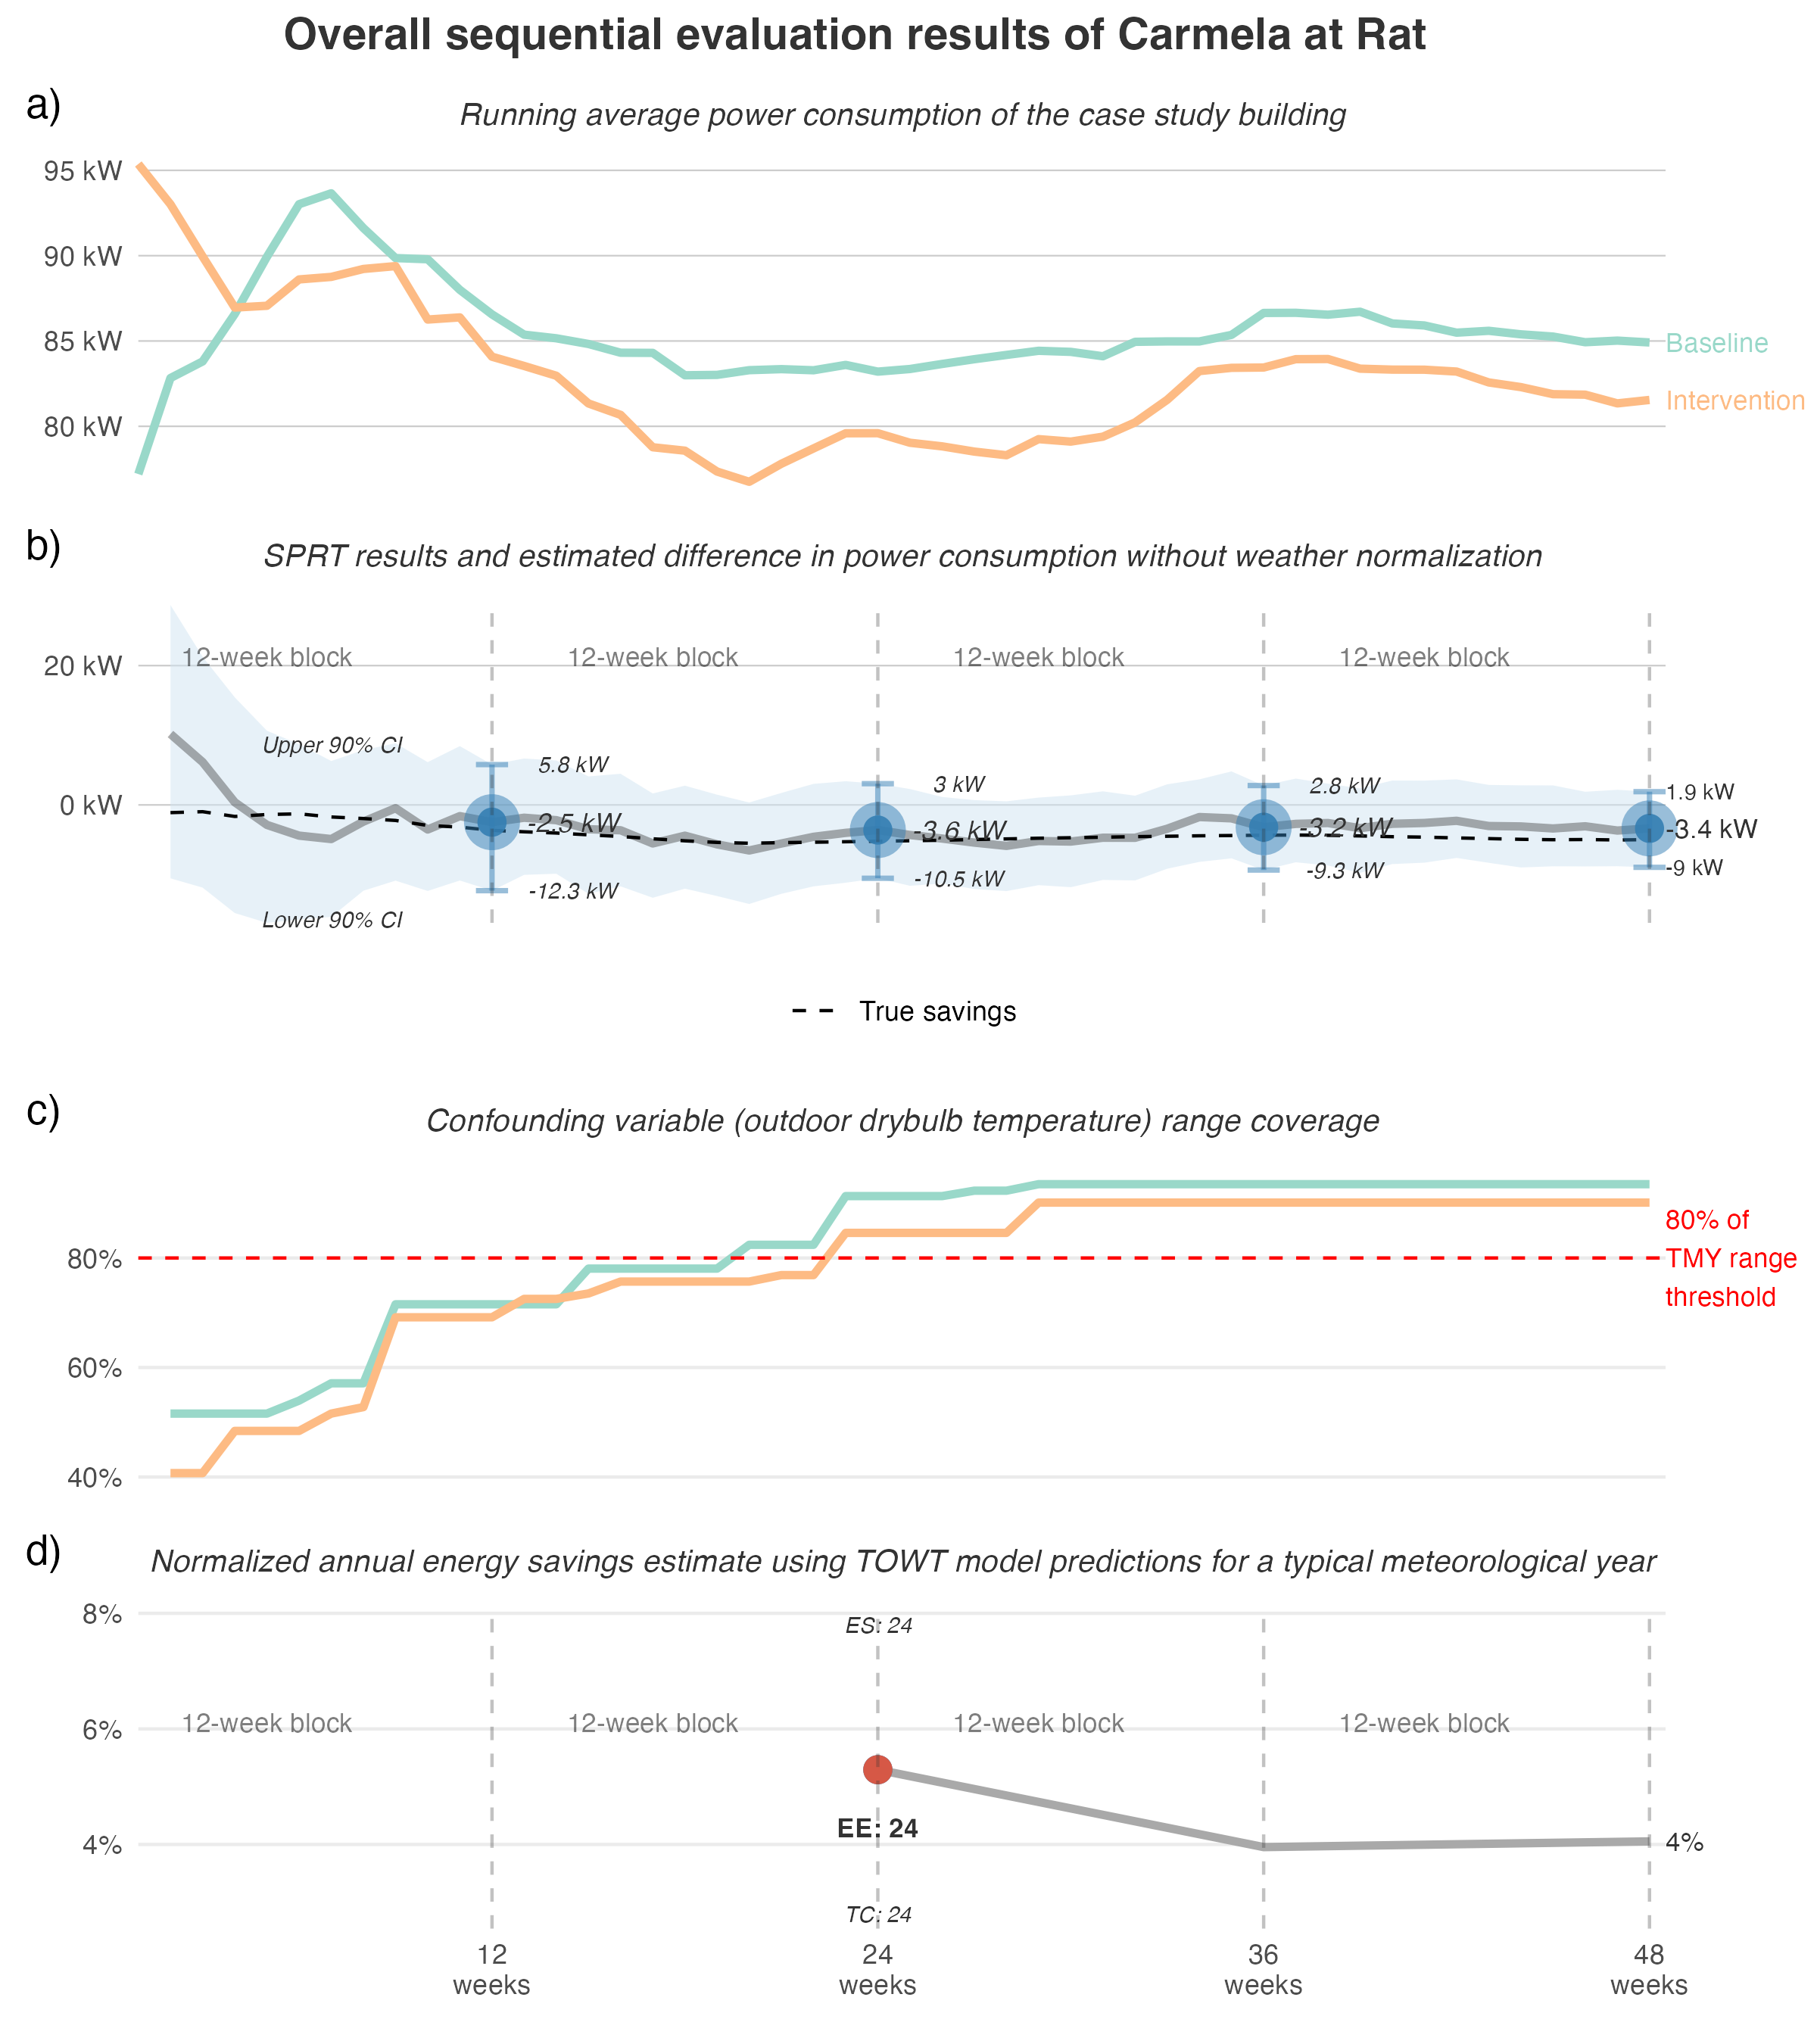 Overall sequential evaluation results of Carmela at Rat
a)
Running average power consumption of the case study building
95 kW
90 kW
85 kW
80 kW
Baseline
Intervention
b)
SPRT results and estimated difference in power consumption without weather normalization
12-week block
12-week block
12-week block
12-week block
20 kW
0 kW
Upper 90% CI
Lower 90% CI
5.8 kW
-2.5 kW
-12.3 kW
3 kW
-3.6 kW
-10.5 kW
2.8 kW
-3.2 kW
-9.3 kW
1.9 kW
-3.4 kW
-9 kW
True savings
c)
Confounding variable (outdoor drybulb temperature) range coverage
80%
60%
40%
80% of
TMY range
threshold
d)
Normalized annual energy savings estimate using TOWT model predictions for a typical meteorological year
8%
6%
4%
ES: 24
12-week block
12-week block
12-week block
12-week block
EE: 24
4%
TC: 24
12
weeks
24
weeks
36
weeks
48
weeks